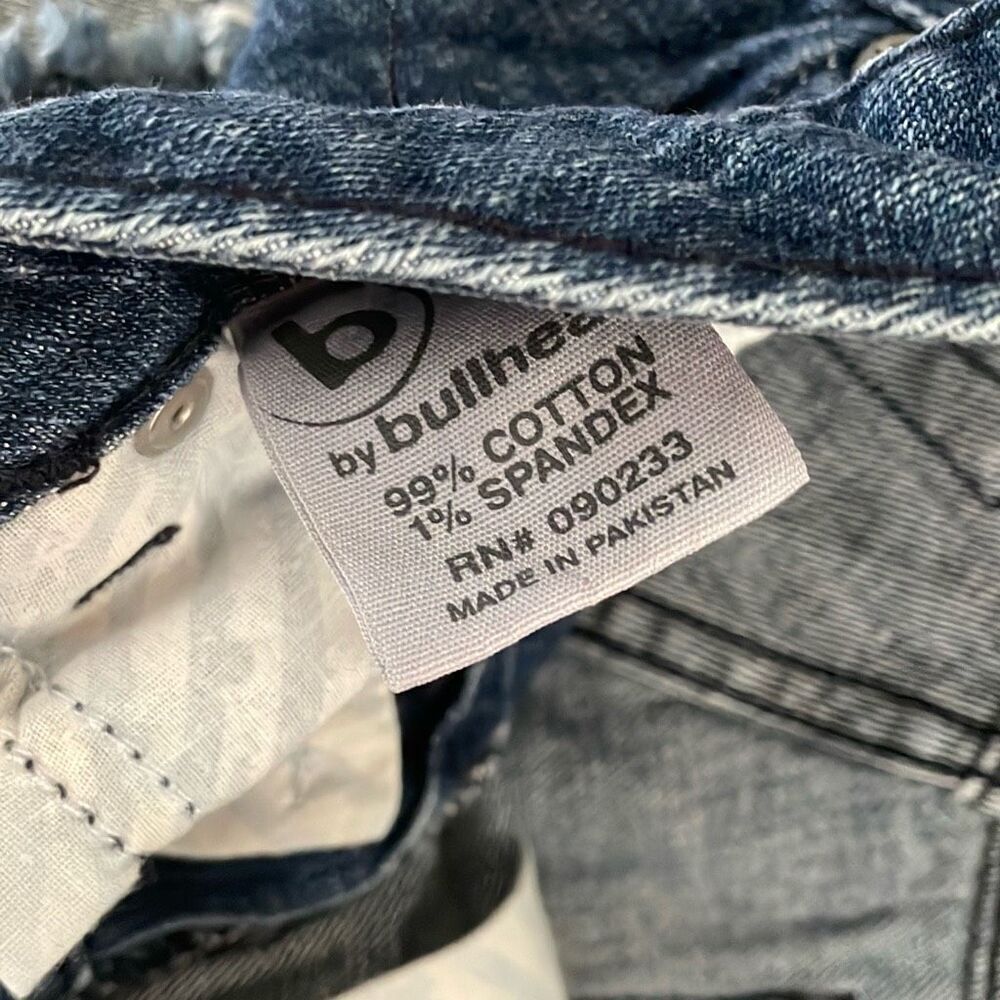 b
by bullhea
99% COTTON
1% SPANDEX
RN# 090233
MADE IN PAKISTAN